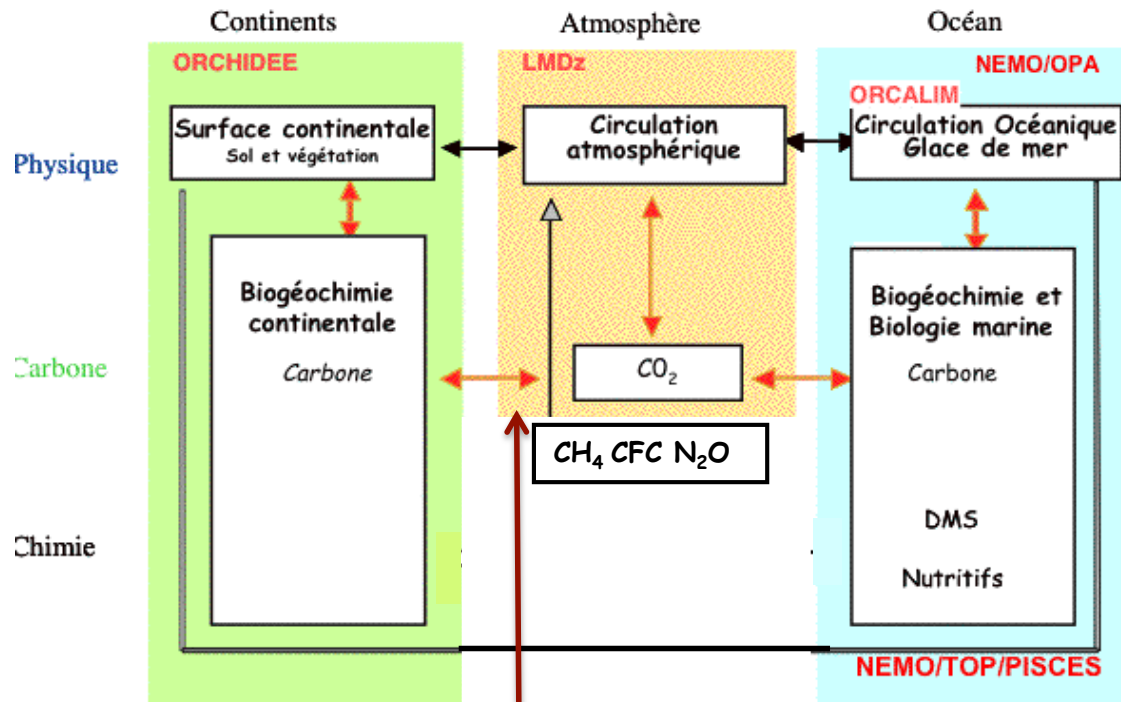 Continents
Atmosphère
Océan
ORCHIDEE
LMDz
NEMO/OPA
ORCALIM
Physique
Surface continentale
Sol et végétation
Circulation
atmosphérique
Circulation Océanique
Glace de mer
Carbone
Biogéochimie
continentale
Carbone
CO₂
Biogéochimie et
Biologie marine
Carbone
CH₄ CFC N₂O
Chimie
DMS
Nutritifs
NEMO/TOP/PISCES